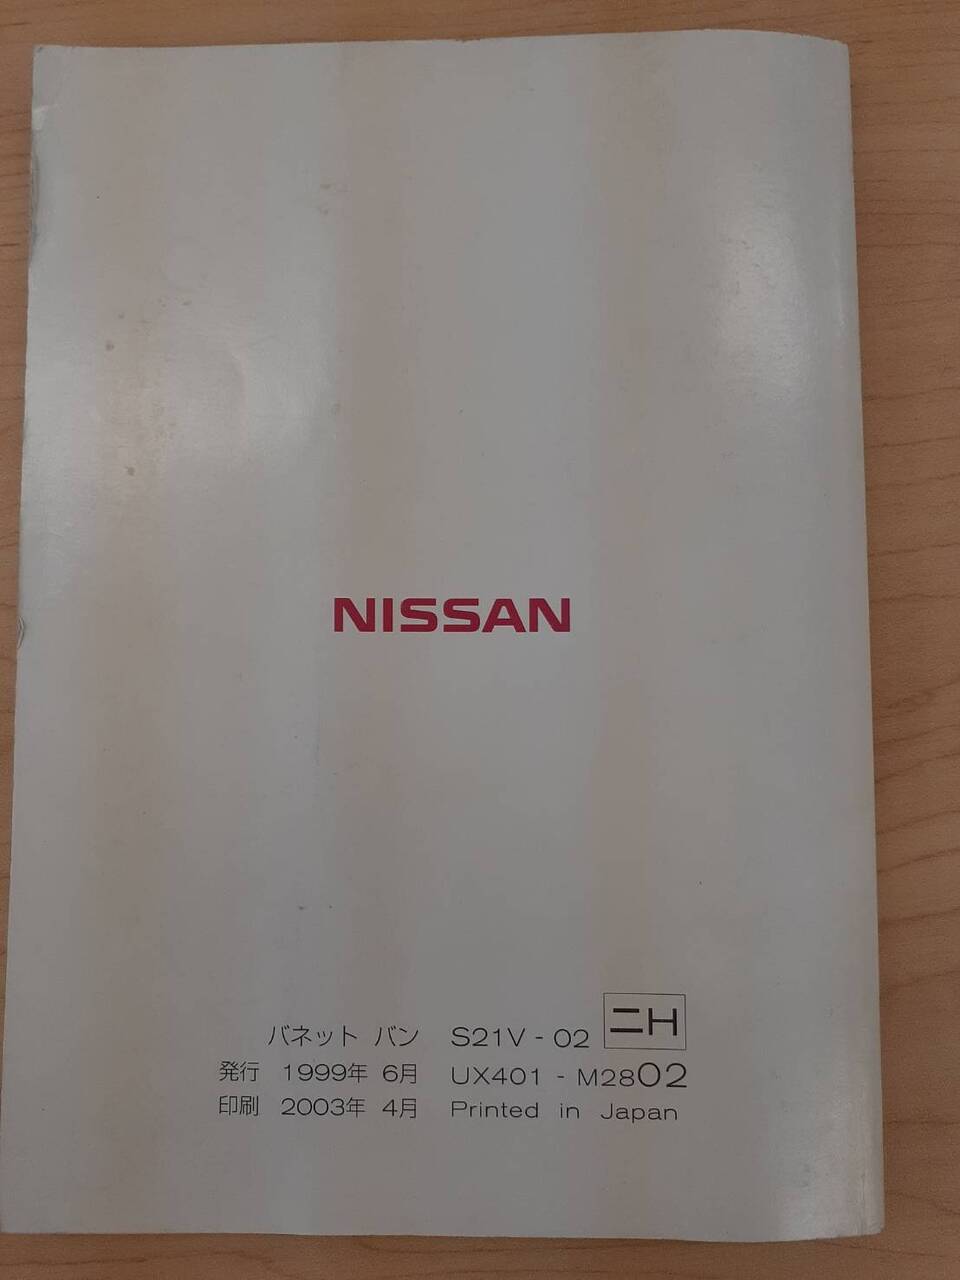 NISSAN
バネット バン S21V - 02 ニH
発行 1999年 6月 UX401 - M2802
印刷 2003年 4月 Printed in Japan